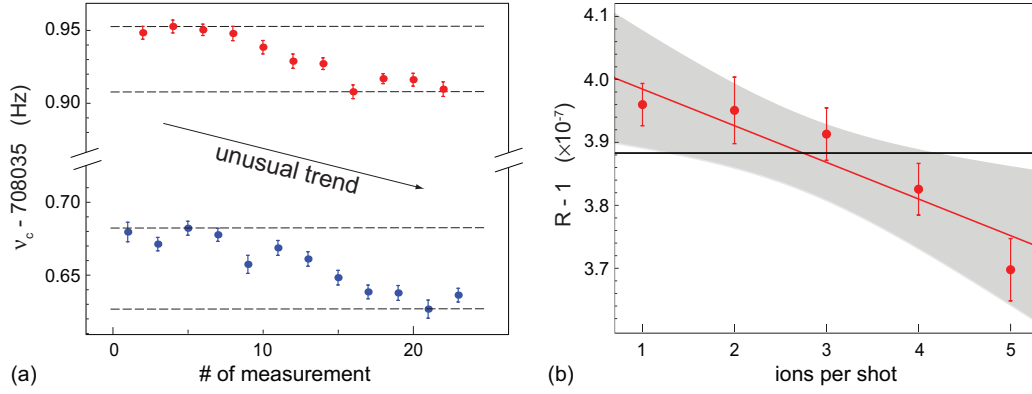 0.95
0.90
0.70
0.65
ν_c - 708035 (Hz)
unusual trend
0
10
20
# of measurement
(a)
4.1
4.0
3.9
3.8
3.7
R - 1 (×10⁻⁷)
1
2
3
4
5
ions per shot
(b)